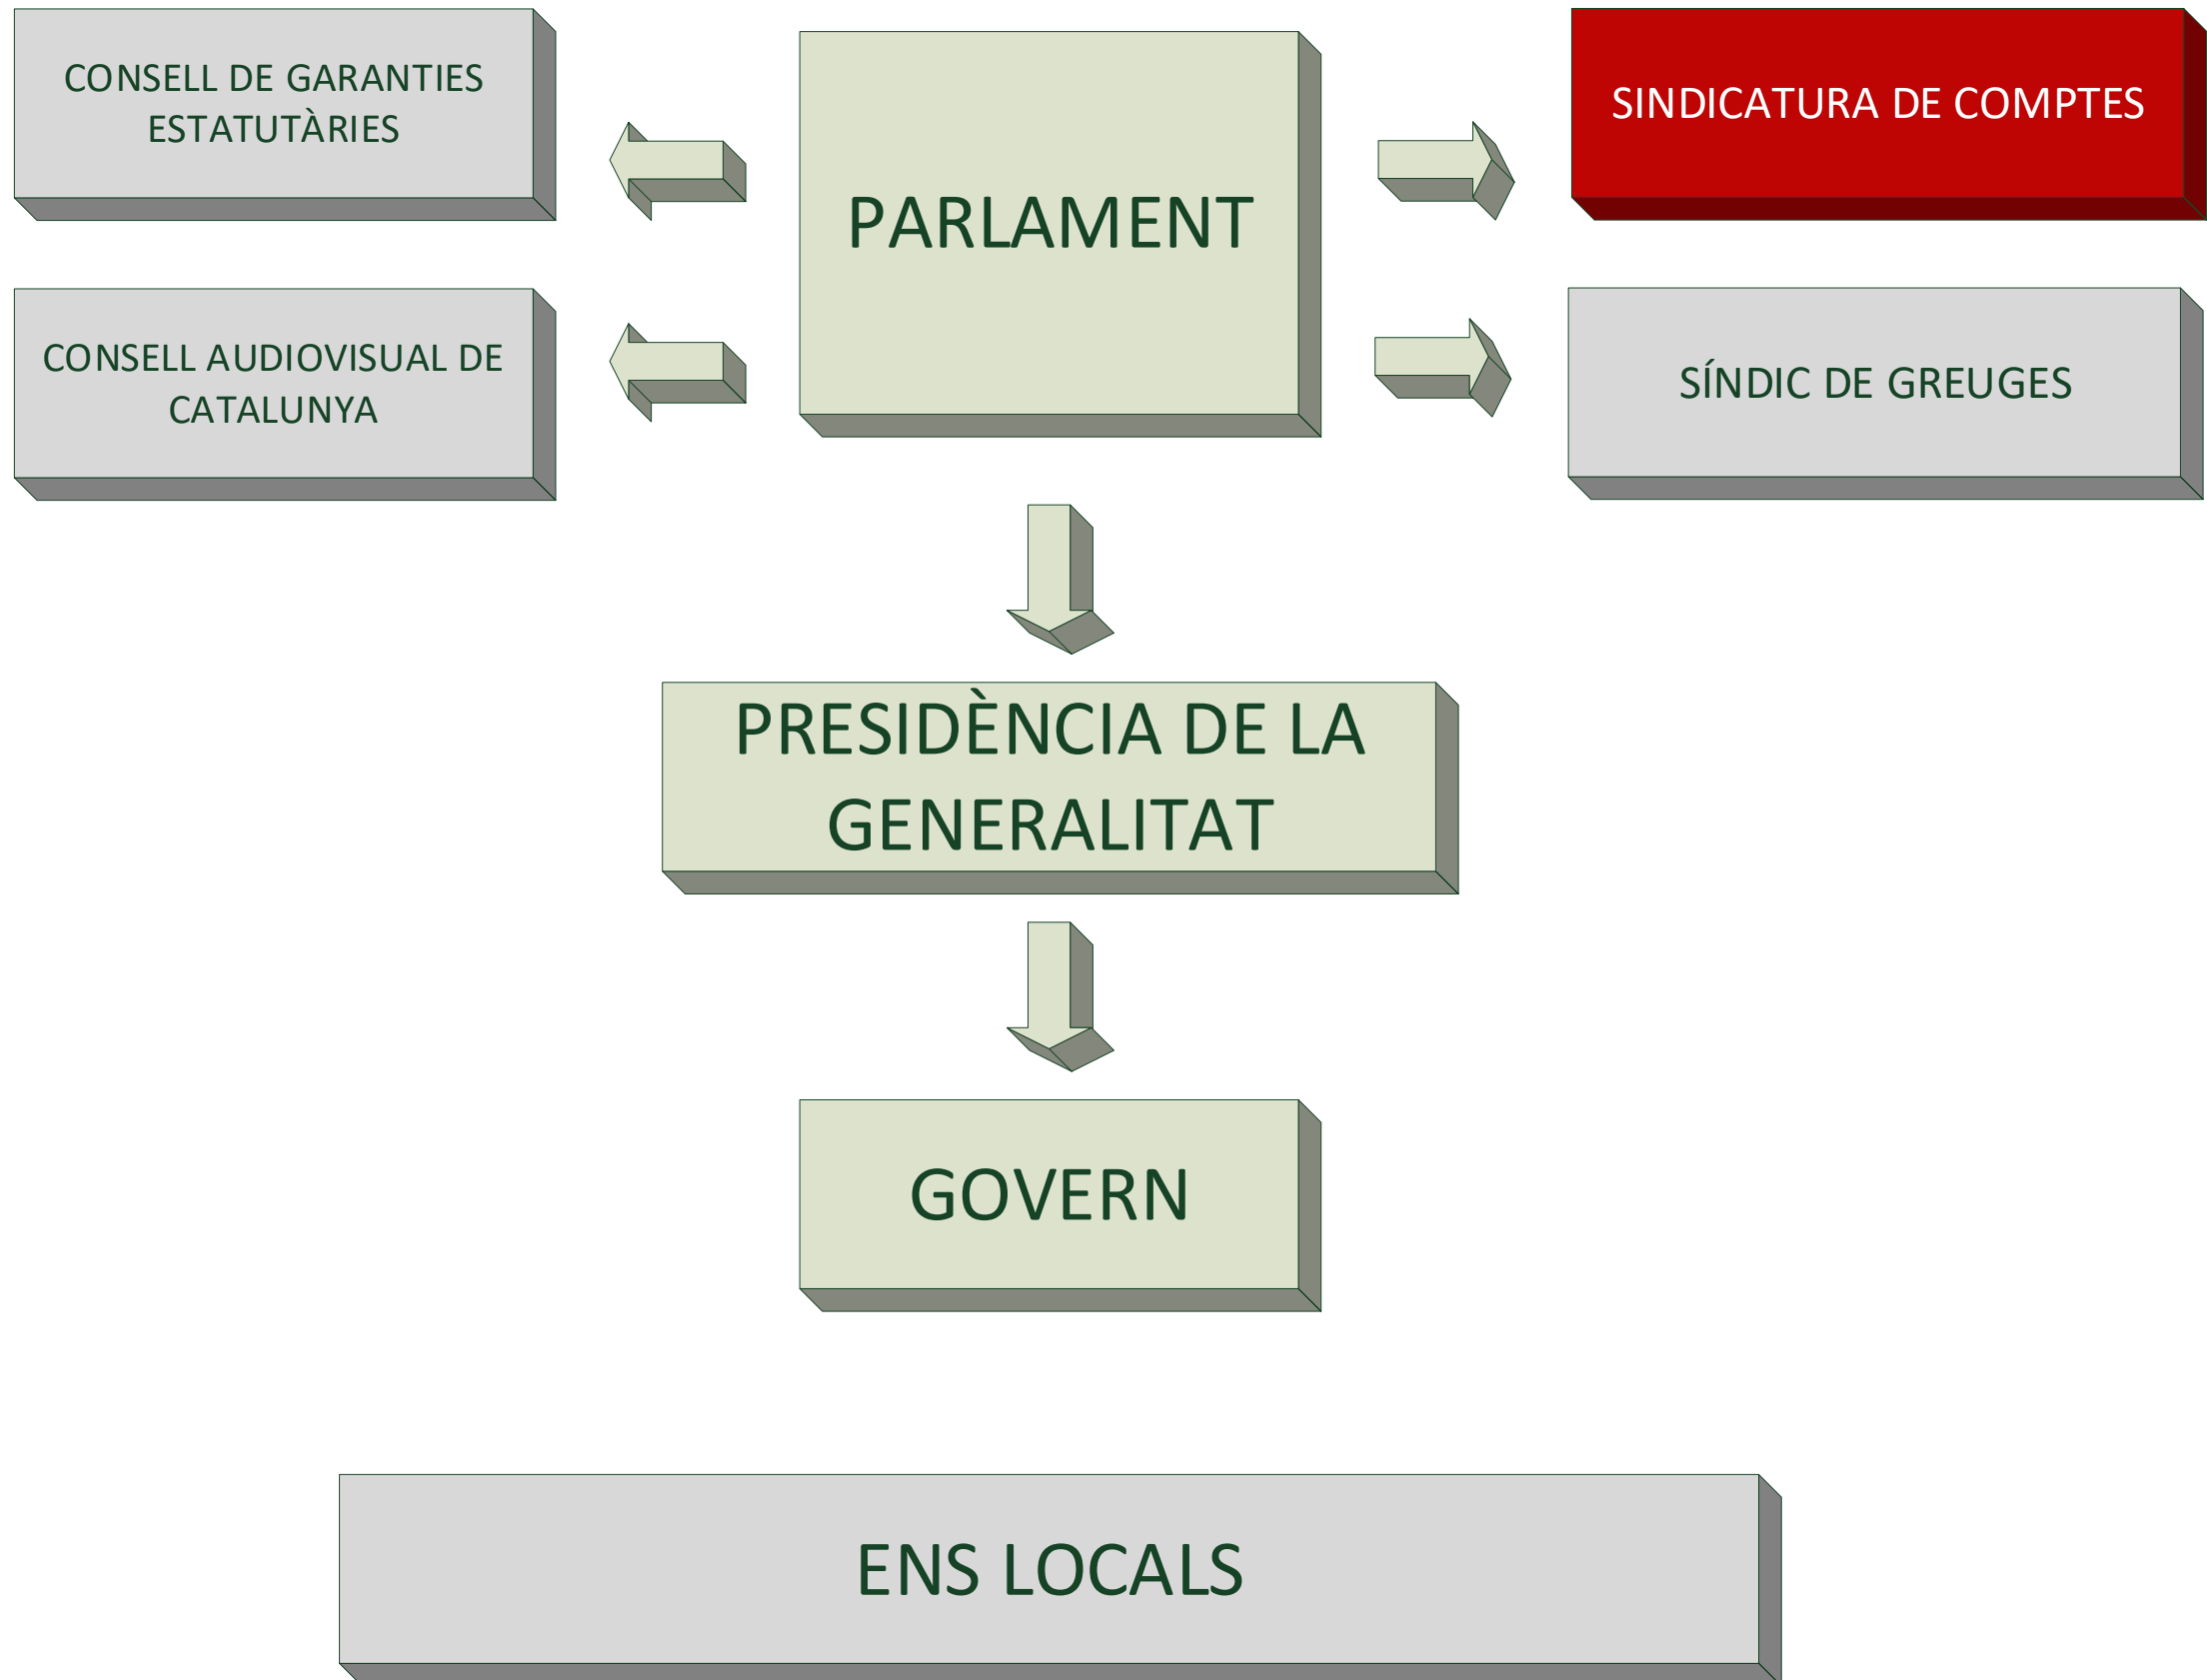 CONSELL DE GARANTIES
ESTATUTÀRIES
PARLAMENT
SINDICATURA DE COMPTES
CONSELL AUDIOVISUAL DE
CATALUNYA
SÍNDIC DE GREUGES
PRESIDÈNCIA DE LA
GENERALITAT
GOVERN
ENS LOCALS